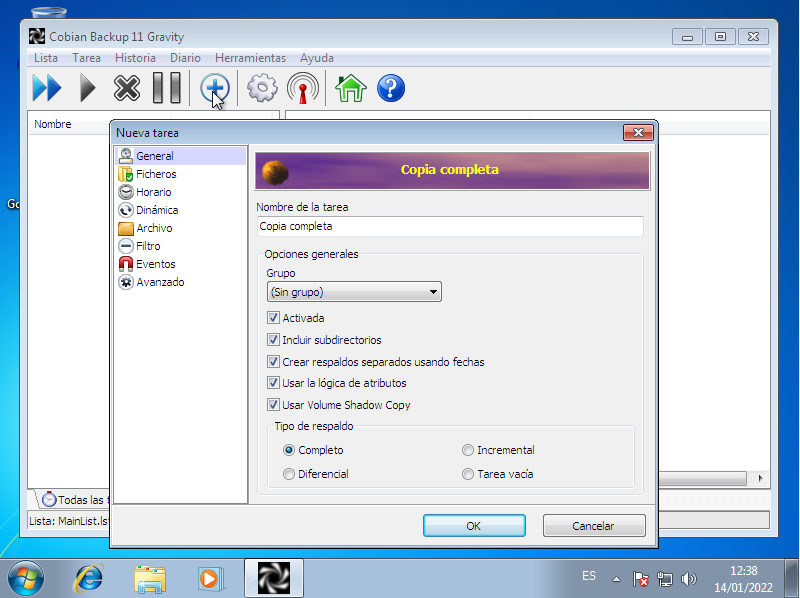 Cobian Backup 11 Gravity
Lista Tarea Historia Diario Herramientas Ayuda
Nombre
Nueva tarea
General
Ficheros
Horario
Dinámica
Archivo
Filtro
Eventos
Avanzado
Copia completa
Nombre de la tarea
Copia completa
Opciones generales
Grupo
(Sin grupo)
Activada
Incluir subdirectorios
Crear respaldos separados usando fechas
Usar la lógica de atributos
Usar Volume Shadow Copy
Tipo de respaldo
Completo Incremental
Diferencial Tarea vacía
OK Cancelar
Todas las
Lista: MainList.ls
ES
12:38
14/01/2022